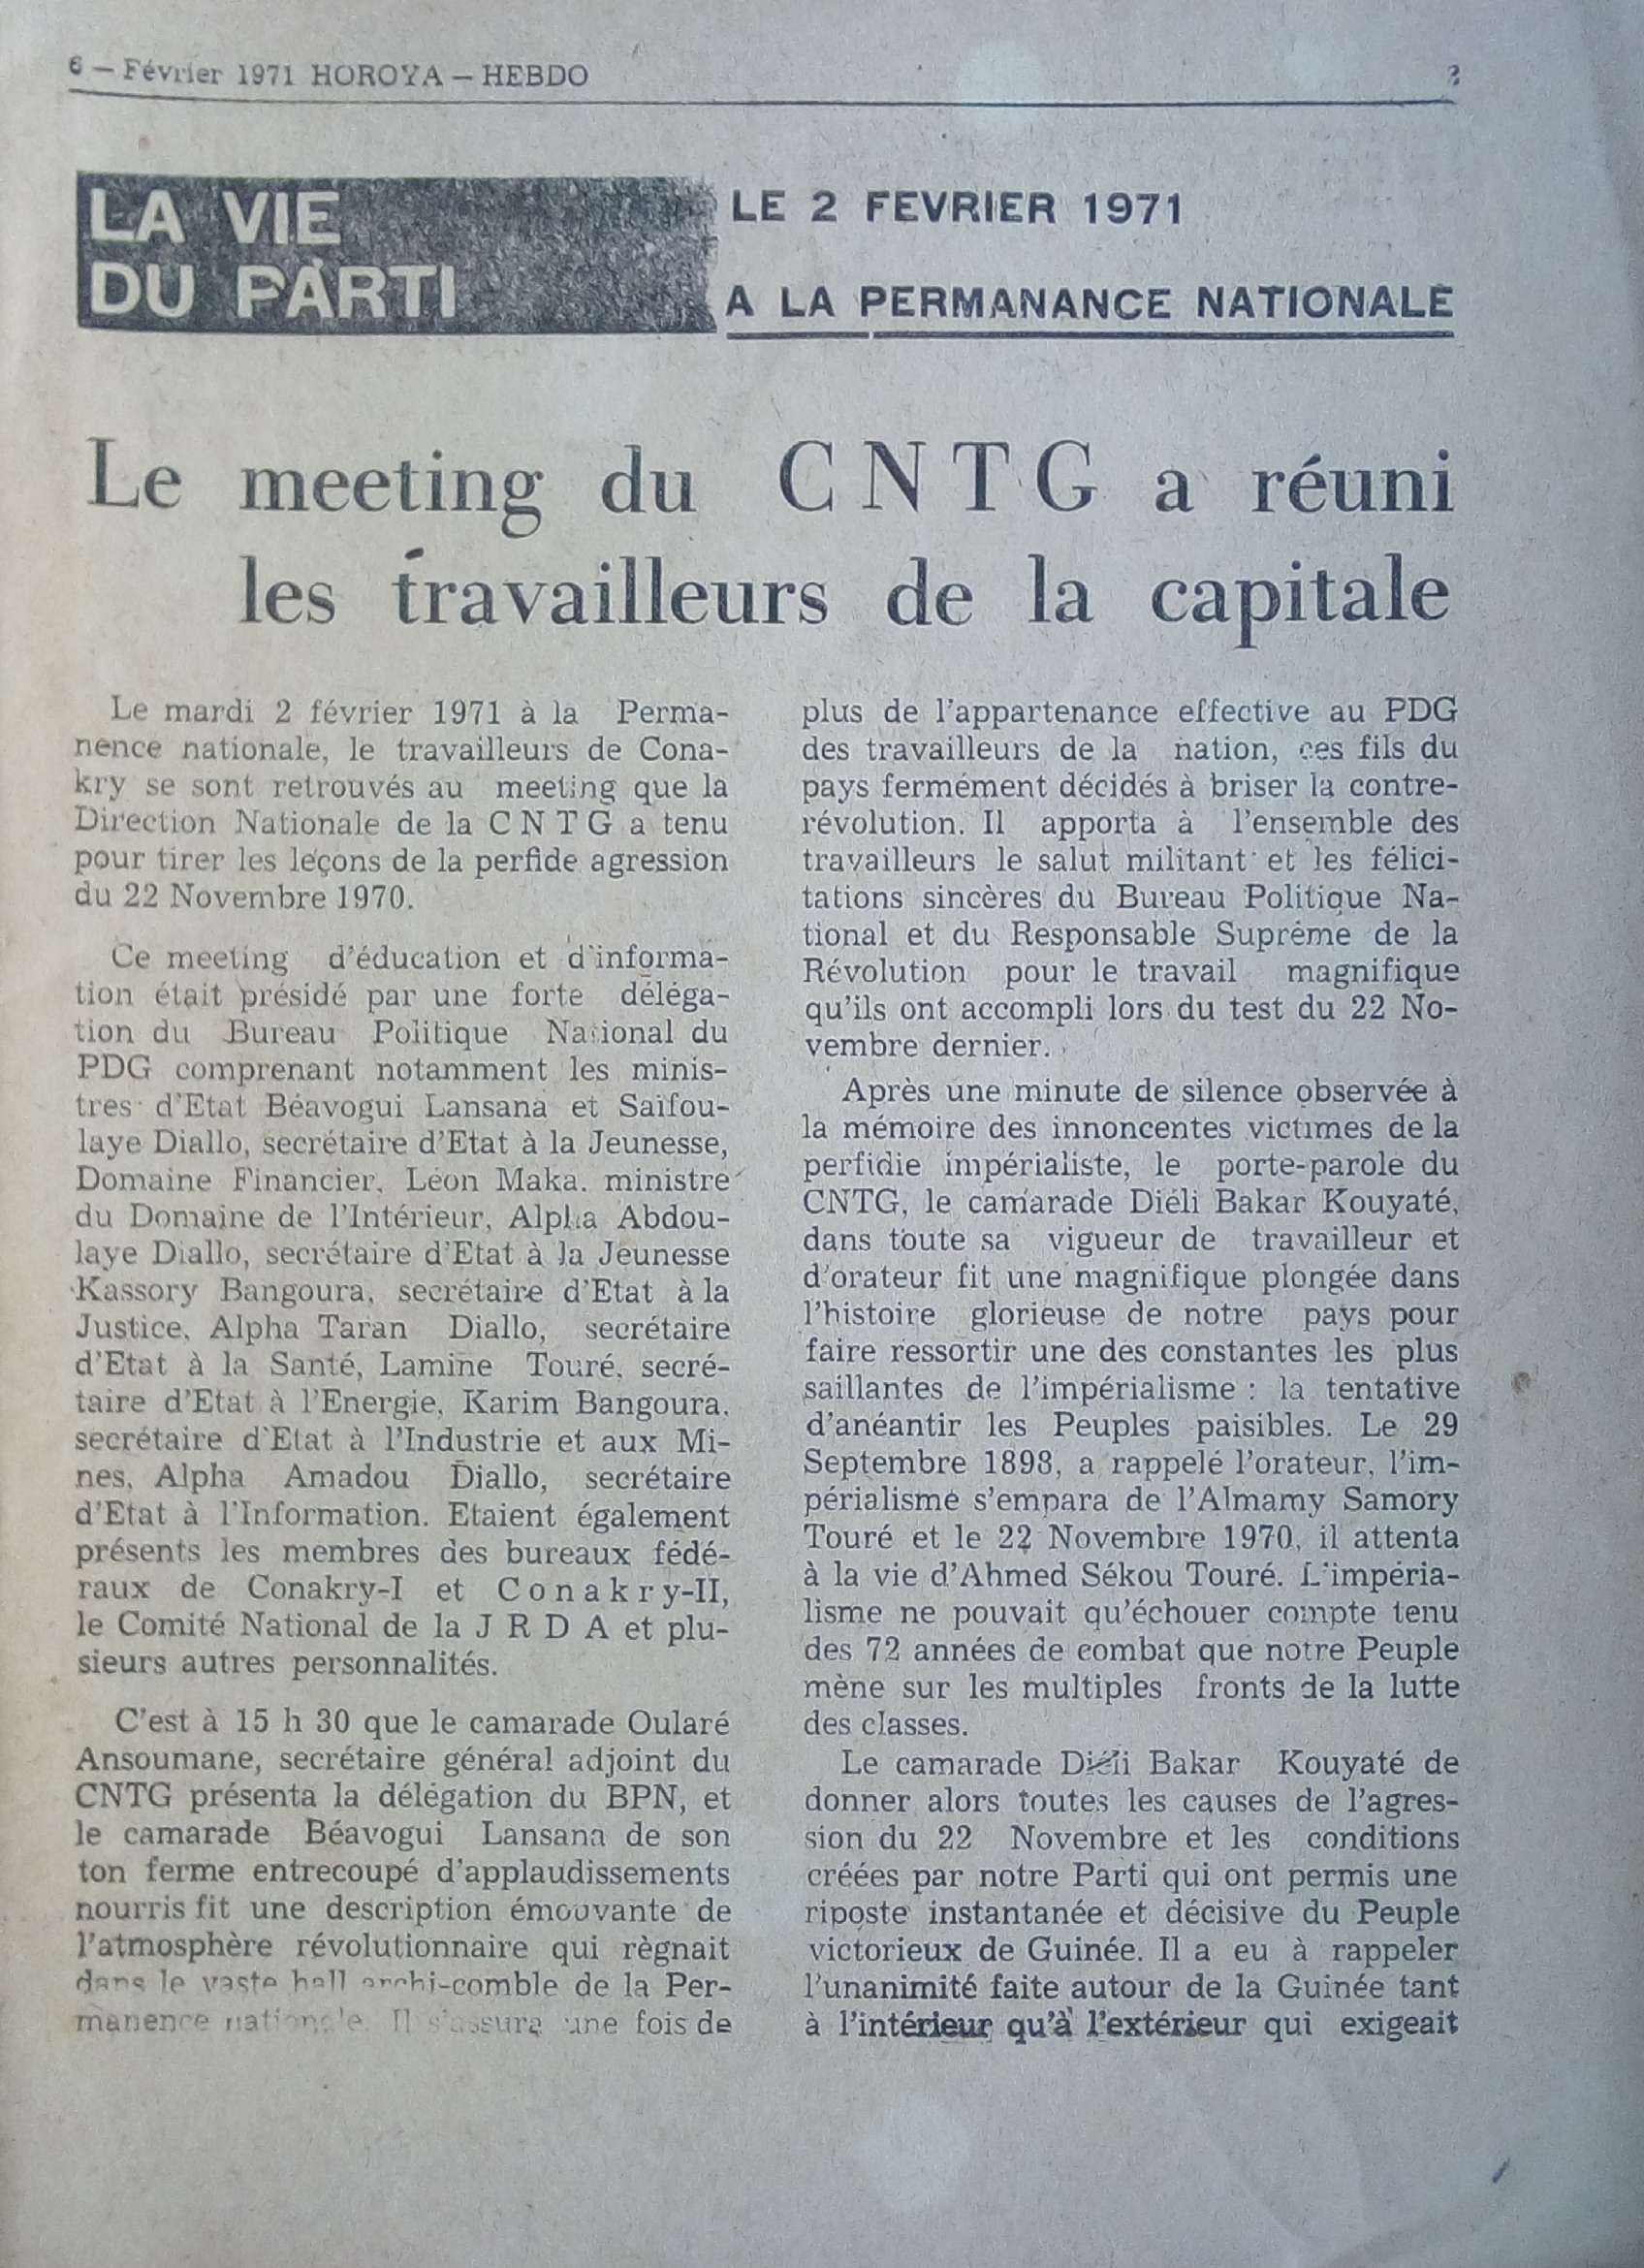 6 — Février 1971 HOROYA — HEBDO
LA VIE
DU PARTI
LE 2 FEVRIER 1971
A LA PERMANANCE NATIONALE
Le meeting du CNTG a réuni
les travailleurs de la capitale
Le mardi 2 février 1971 à la Perma-
nence nationale, le travailleurs de Cona-
kry se sont retrouvés au meeting que la
Direction Nationale de la C N T G a tenu
pour tirer les leçons de la perfide agression
du 22 Novembre 1970.
Ce meeting d'éducation et d'informa-
tion était présidé par une forte déléga-
tion du Bureau Politique National du
PDG comprenant notamment les minis-
tres d'Etat Béavogui Lansana et Saïfou-
laye Diallo, secrétaire d'Etat à la Jeunesse,
Domaine Financier, Léon Maka, ministre
du Domaine de l'Intérieur, Alpha Abdou-
laye Diallo, secrétaire d'Etat à la Jeunesse
Kassory Bangoura, secrétaire d'Etat à la
Justice, Alpha Taran Diallo, secrétaire
d'Etat à la Santé, Lamine Touré, secré-
taire d'Etat à l'Energie, Karim Bangoura,
secrétaire d'Etat à l'Industrie et aux Mi-
nes, Alpha Amadou Diallo, secrétaire
d'Etat à l'Information. Etaient également
présents les membres des bureaux fédé-
raux de Conakry-I et Conakry-II,
le Comité National de la J R D A et plu-
sieurs autres personnalités.
C'est à 15 h 30 que le camarade Oularé
Ansoumane, secrétaire général adjoint du
CNTG présenta la délégation du BPN, et
le camarade Béavogui Lansana de son
ton ferme entrecoupé d'applaudissements
nourris fit une description émouvante de
l'atmosphère révolutionnaire qui règnait
dans le vaste hall archi-comble de la Per-
manence nationale. Il s'assura une fois de
plus de l'appartenance effective au PDG
des travailleurs de la nation, ces fils du
pays fermément décidés à briser la contre-
révolution. Il apporta à l'ensemble des
travailleurs le salut militant et les félici-
tations sincères du Bureau Politique Na-
tional et du Responsable Suprême de la
Révolution pour le travail magnifique
qu'ils ont accompli lors du test du 22 No-
vembre dernier.
Après une minute de silence observée à
la mémoire des innoncentes victimes de la
perfidie impérialiste, le porte-parole du
CNTG, le camarade Diéli Bakar Kouyaté,
dans toute sa vigueur de travailleur et
d'orateur fit une magnifique plongée dans
l'histoire glorieuse de notre pays pour
faire ressortir une des constantes les plus
saillantes de l'impérialisme : la tentative
d'anéantir les Peuples paisibles. Le 29
Septembre 1898, a rappelé l'orateur, l'im-
périalisme s'empara de l'Almamy Samory
Touré et le 22 Novembre 1970, il attenta
à la vie d'Ahmed Sékou Touré. L'impéria-
lisme ne pouvait qu'échouer compte tenu
des 72 années de combat que notre Peuple
mène sur les multiples fronts de la lutte
des classes.
Le camarade Diéli Bakar Kouyaté de
donner alors toutes les causes de l'agres-
sion du 22 Novembre et les conditions
créées par notre Parti qui ont permis une
riposte instantanée et décisive du Peuple
victorieux de Guinée. Il a eu à rappeler
l'unanimité faite autour de la Guinée tant
à l'intérieur qu'à l'extérieur qui exigeait